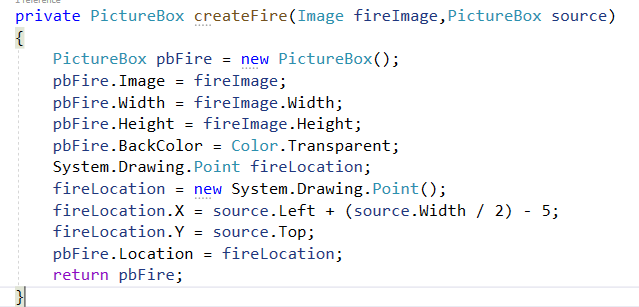 1 reference
private PictureBox createFire(Image fireImage,PictureBox source)
{
PictureBox pbFire = new PictureBox();
pbFire.Image = fireImage;
pbFire.Width = fireImage.Width;
pbFire.Height = fireImage.Height;
pbFire.BackColor = Color.Transparent;
System.Drawing.Point fireLocation;
fireLocation = new System.Drawing.Point();
fireLocation.X = source.Left + (source.Width / 2) - 5;
fireLocation.Y = source.Top;
pbFire.Location = fireLocation;
return pbFire;
}